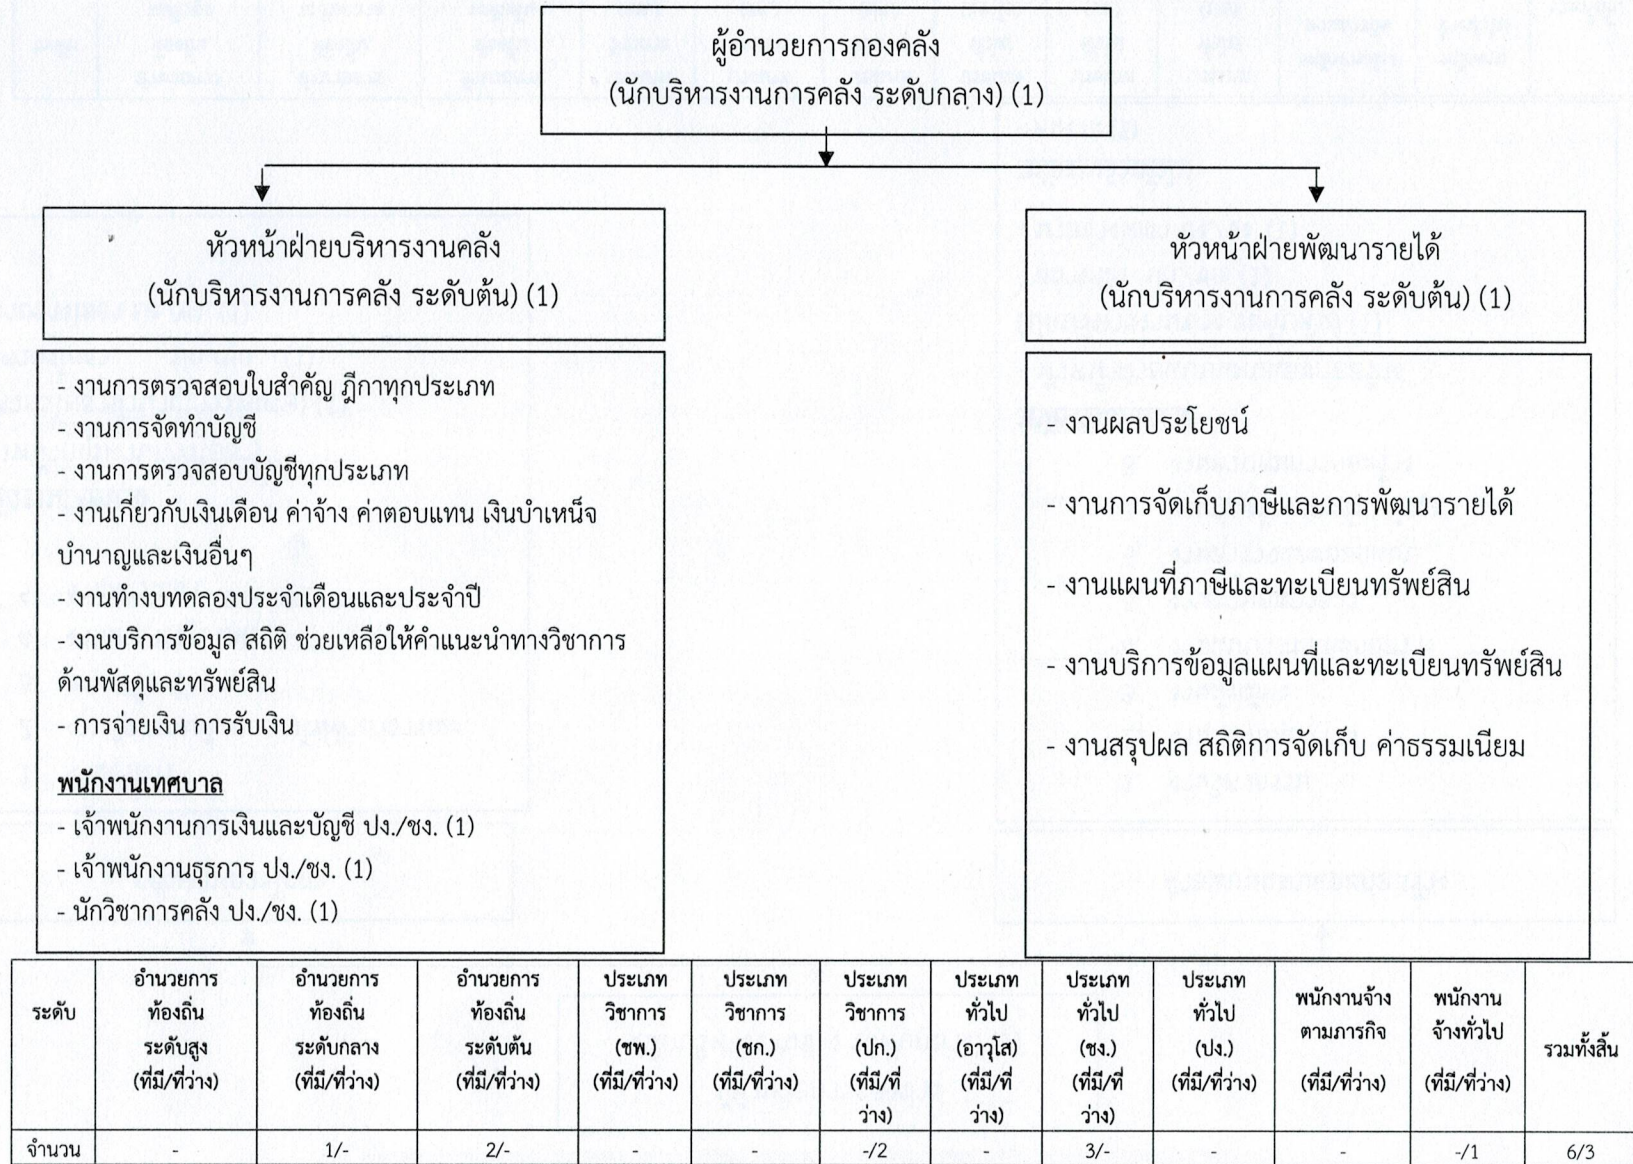 ผู้อำนวยการกองคลัง
(นักบริหารงานการคลัง ระดับกลาง) (1)
หัวหน้าฝ่ายบริหารงานคลัง
(นักบริหารงานการคลัง ระดับต้น) (1)
- งานการตรวจสอบใบสำคัญ ฎีกาทุกประเภท
- งานการจัดทำบัญชี
- งานการตรวจสอบบัญชีทุกประเภท
- งานเกี่ยวกับเงินเดือน ค่าจ้าง ค่าตอบแทน เงินบำเหน็จ
บำนาญและเงินอื่นๆ
- งานทำงบทดลองประจำเดือนและประจำปี
- งานบริการข้อมูล สถิติ ช่วยเหลือให้คำแนะนำทางวิชาการ
ด้านพัสดุและทรัพย์สิน
- การจ่ายเงิน การรับเงิน
พนักงานเทศบาล
- เจ้าพนักงานการเงินและบัญชี ปง./ชง. (1)
- เจ้าพนักงานธุรการ ปง./ชง. (1)
- นักวิชาการคลัง ปง./ชง. (1)
หัวหน้าฝ่ายพัฒนารายได้
(นักบริหารงานการคลัง ระดับต้น) (1)
- งานผลประโยชน์
- งานการจัดเก็บภาษีและการพัฒนารายได้
- งานแผนที่ภาษีและทะเบียนทรัพย์สิน
- งานบริการข้อมูลแผนที่และทะเบียนทรัพย์สิน
- งานสรุปผล สถิติการจัดเก็บ ค่าธรรมเนียม
ระดับ
อำนวยการ
ท้องถิ่น
ระดับสูง
(ที่มี/ที่ว่าง)
อำนวยการ
ท้องถิ่น
ระดับกลาง
(ที่มี/ที่ว่าง)
อำนวยการ
ท้องถิ่น
ระดับต้น
(ที่มี/ที่ว่าง)
ประเภท
วิชาการ
(ชพ.)
(ที่มี/ที่ว่าง)
ประเภท
วิชาการ
(ชก.)
(ที่มี/ที่ว่าง)
ประเภท
วิชาการ
(ปก.)
(ที่มี/ที่
ว่าง)
ประเภท
ทั่วไป
(อาวุโส)
(ที่มี/ที่
ว่าง)
ประเภท
ทั่วไป
(ชง.)
(ที่มี/ที่
ว่าง)
ประเภท
ทั่วไป
(ปง.)
(ที่มี/ที่ว่าง)
พนักงานจ้าง
ตามภารกิจ
(ที่มี/ที่ว่าง)
พนักงาน
จ้างทั่วไป
(ที่มี/ที่ว่าง)
รวมทั้งสิ้น
จำนวน - 1/- 2/- - - -/2 - 3/- - - -/1 6/3